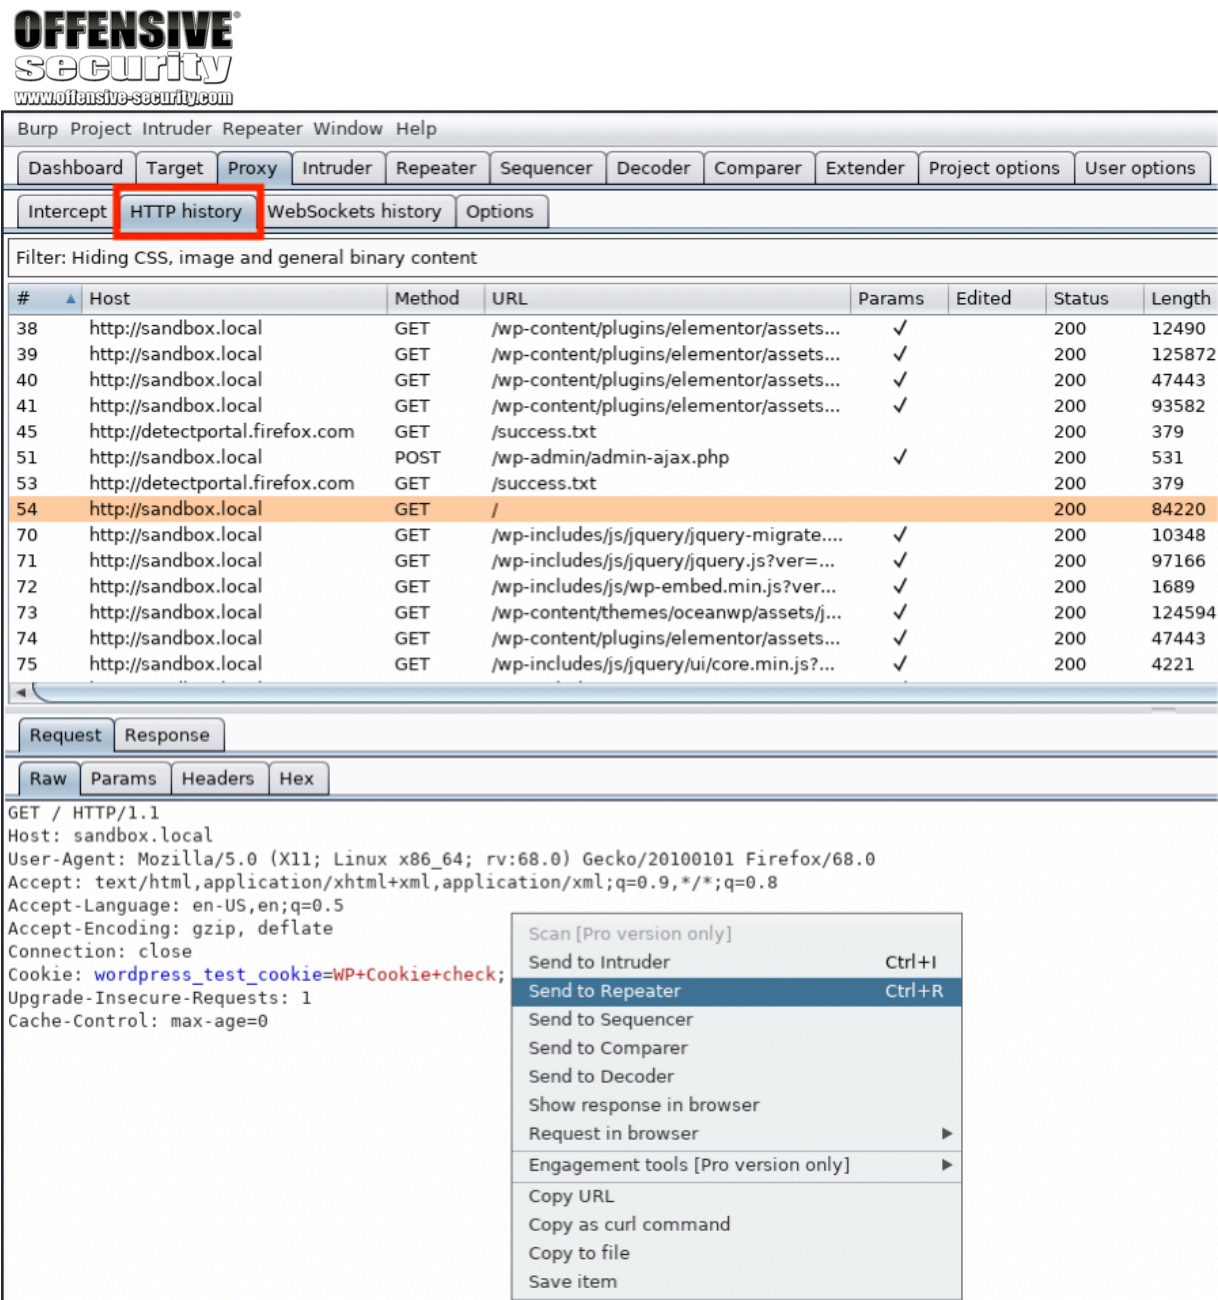 OFFENSIVE®
security
www.offensive-security.com
Burp Project Intruder Repeater Window Help
Dashboard Target Proxy Intruder Repeater Sequencer Decoder Comparer Extender Project options User options
Intercept HTTP history WebSockets history Options
Filter: Hiding CSS, image and general binary content
# Host Method URL Params Edited Status Length
38 http://sandbox.local GET /wp-content/plugins/elementor/assets... ✓ 200 12490
39 http://sandbox.local GET /wp-content/plugins/elementor/assets... ✓ 200 125872
40 http://sandbox.local GET /wp-content/plugins/elementor/assets... ✓ 200 47443
41 http://sandbox.local GET /wp-content/plugins/elementor/assets... ✓ 200 93582
45 http://detectportal.firefox.com GET /success.txt 200 379
51 http://sandbox.local POST /wp-admin/admin-ajax.php ✓ 200 531
53 http://detectportal.firefox.com GET /success.txt 200 379
54 http://sandbox.local GET / 200 84220
70 http://sandbox.local GET /wp-includes/js/jquery/jquery-migrate.... ✓ 200 10348
71 http://sandbox.local GET /wp-includes/js/jquery/jquery.js?ver=... ✓ 200 97166
72 http://sandbox.local GET /wp-includes/js/wp-embed.min.js?ver... ✓ 200 1689
73 http://sandbox.local GET /wp-content/themes/oceanwp/assets/j... ✓ 200 124594
74 http://sandbox.local GET /wp-content/plugins/elementor/assets... ✓ 200 47443
75 http://sandbox.local GET /wp-includes/js/jquery/ui/core.min.js?... ✓ 200 4221
Request Response
Raw Params Headers Hex
GET / HTTP/1.1
Host: sandbox.local
User-Agent: Mozilla/5.0 (X11; Linux x86_64; rv:68.0) Gecko/20100101 Firefox/68.0
Accept: text/html,application/xhtml+xml,application/xml;q=0.9,*/*;q=0.8
Accept-Language: en-US,en;q=0.5
Accept-Encoding: gzip, deflate
Connection: close
Cookie: wordpress_test_cookie=WP+Cookie+check;
Upgrade-Insecure-Requests: 1
Cache-Control: max-age=0
Scan [Pro version only]
Send to Intruder Ctrl+I
Send to Repeater Ctrl+R
Send to Sequencer
Send to Comparer
Send to Decoder
Show response in browser
Request in browser
Engagement tools [Pro version only]
Copy URL
Copy as curl command
Copy to file
Save item